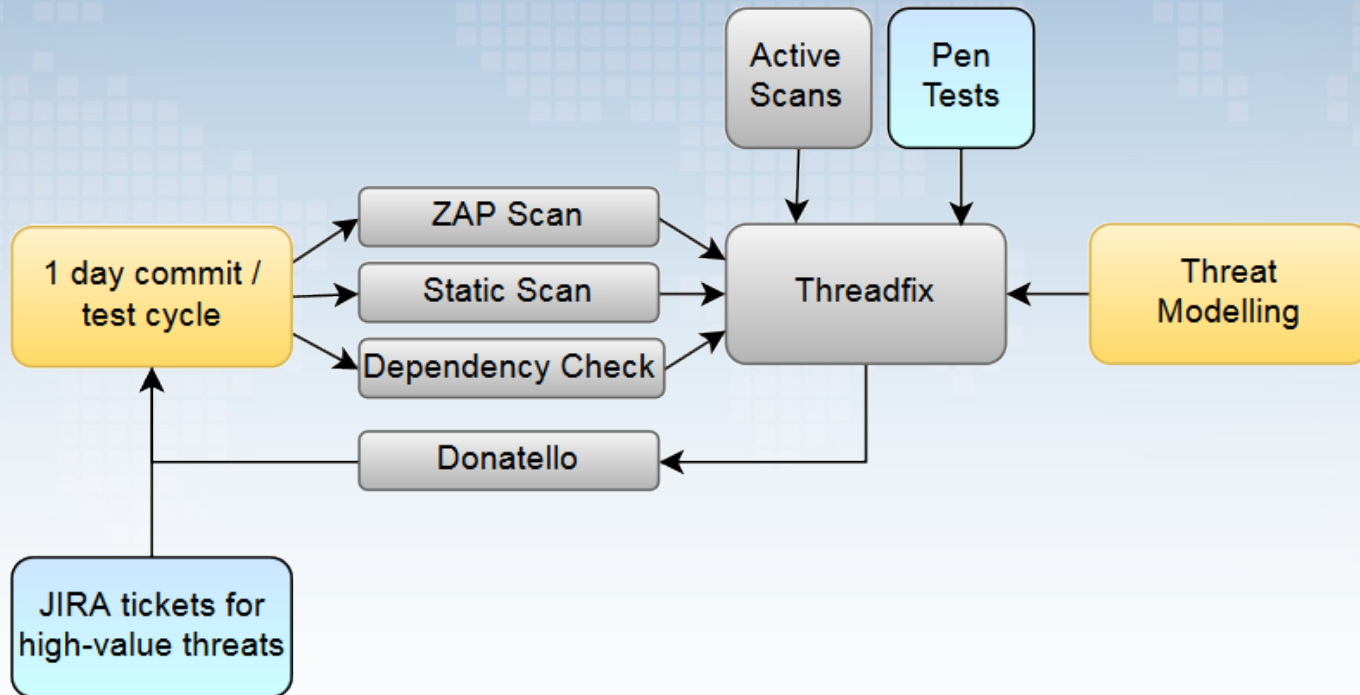 Active
Scans
Pen
Tests
ZAP Scan
1 day commit /
test cycle
Static Scan
Threadfix
Threat
Modelling
Dependency Check
Donatello
JIRA tickets for
high-value threats